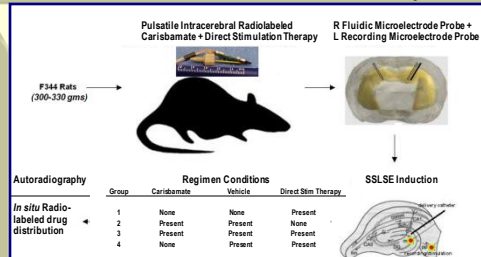 Pulsatile Intracerebral Radiolabeled
Carisbamate + Direct Stimulation Therapy
R Fluidic Microelectrode Probe +
L Recording Microelectrode Probe
F344 Rats
(300-330 gms)
Autoradiography
In situ Radio-
labeled drug
distribution
Regimen Conditions
Group Carisbamate Vehicle Direct Stim Therapy
1 None None Present
2 Present Present None
3 Present Present Present
4 None Present Present
SSLSE Induction
delivery catheter